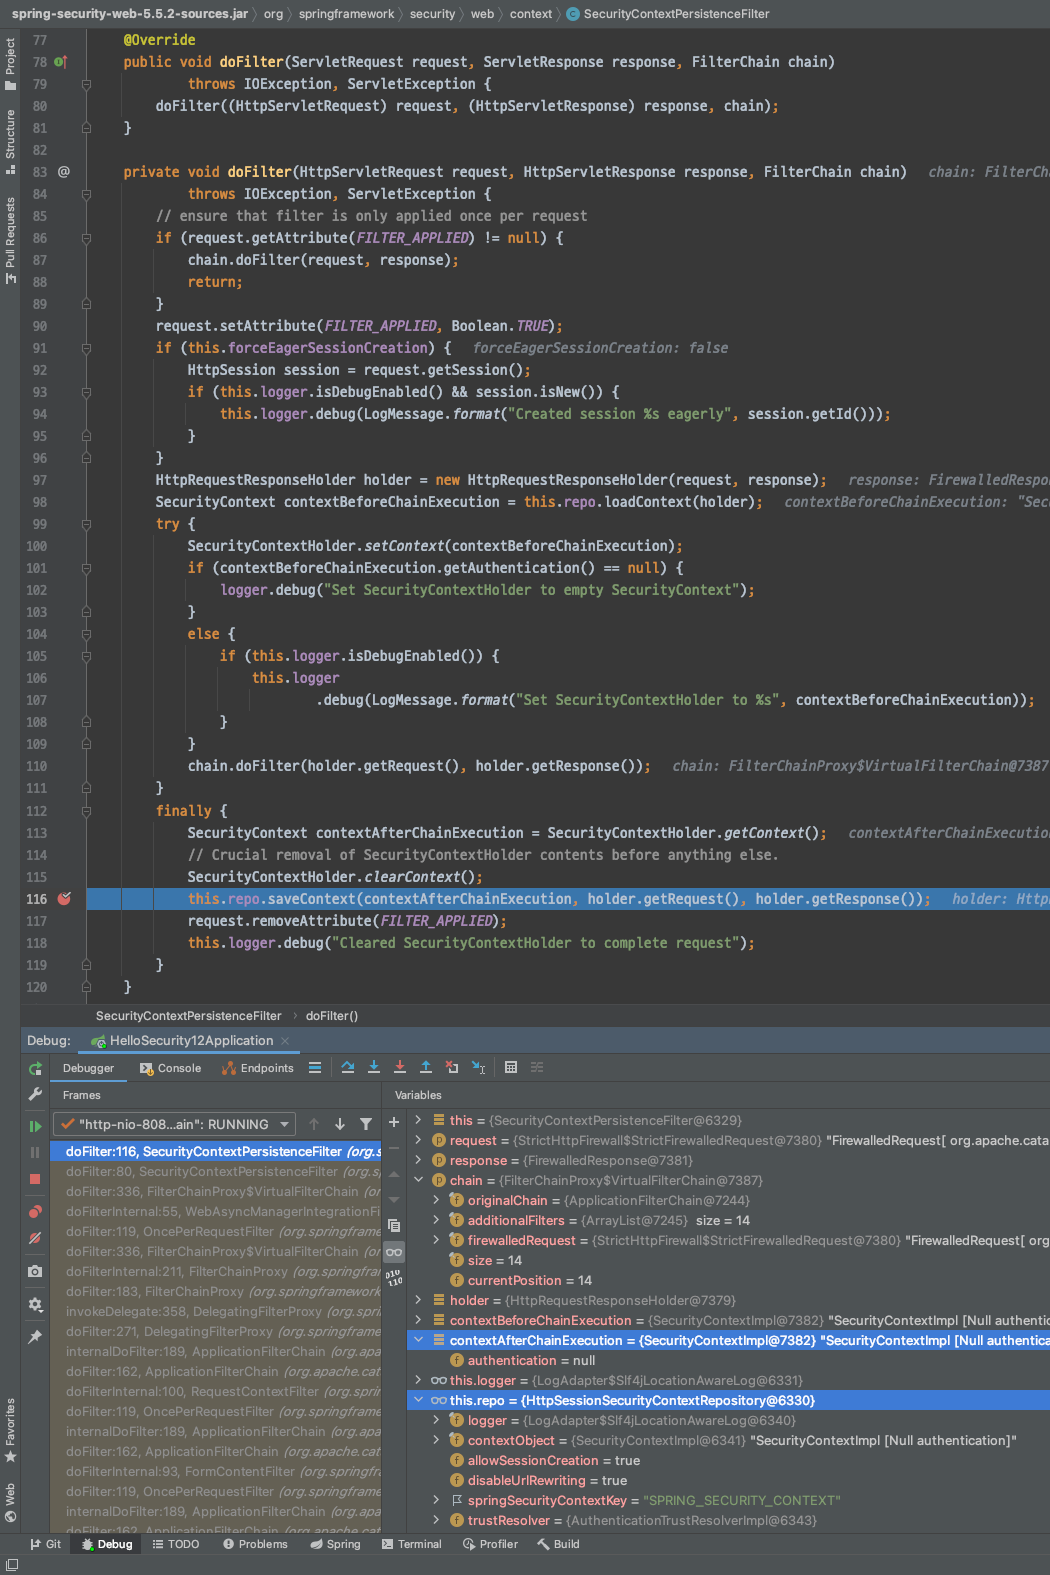 spring-security-web-5.5.2-sources.jar org springframework security web context SecurityContextPersistenceFilter
Project
Structure
Pull Requests
Favorites
Web
77 @Override
78 public void doFilter(ServletRequest request, ServletResponse response, FilterChain chain)
79 throws IOException, ServletException {
80 doFilter((HttpServletRequest) request, (HttpServletResponse) response, chain);
81 }
82
83 @ private void doFilter(HttpServletRequest request, HttpServletResponse response, FilterChain chain) chain: FilterCh
84 throws IOException, ServletException {
85 // ensure that filter is only applied once per request
86 if (request.getAttribute(FILTER_APPLIED) != null) {
87 chain.doFilter(request, response);
88 return;
89 }
90 request.setAttribute(FILTER_APPLIED, Boolean.TRUE);
91 if (this.forceEagerSessionCreation) { forceEagerSessionCreation: false
92 HttpSession session = request.getSession();
93 if (this.logger.isDebugEnabled() && session.isNew()) {
94 this.logger.debug(LogMessage.format("Created session %s eagerly", session.getId()));
95 }
96 }
97 HttpRequestResponseHolder holder = new HttpRequestResponseHolder(request, response); response: FirewalledRespo
98 SecurityContext contextBeforeChainExecution = this.repo.loadContext(holder); contextBeforeChainExecution: "Sec
99 try {
100 SecurityContextHolder.setContext(contextBeforeChainExecution);
101 if (contextBeforeChainExecution.getAuthentication() == null) {
102 logger.debug("Set SecurityContextHolder to empty SecurityContext");
103 }
104 else {
105 if (this.logger.isDebugEnabled()) {
106 this.logger
107 .debug(LogMessage.format("Set SecurityContextHolder to %s", contextBeforeChainExecution));
108 }
109 }
110 chain.doFilter(holder.getRequest(), holder.getResponse()); chain: FilterChainProxy$VirtualFilterChain@7387
111 }
112 finally {
113 SecurityContext contextAfterChainExecution = SecurityContextHolder.getContext(); contextAfterChainExecutio
114 // Crucial removal of SecurityContextHolder contents before anything else.
115 SecurityContextHolder.clearContext();
116 this.repo.saveContext(contextAfterChainExecution, holder.getRequest(), holder.getResponse()); holder: Http
117 request.removeAttribute(FILTER_APPLIED);
118 this.logger.debug("Cleared SecurityContextHolder to complete request");
119 }
120 }
SecurityContextPersistenceFilter doFilter()
Debug: HelloSecurity12Application
Debugger Console Endpoints
Frames
"http-nio-808...ain": RUNNING
doFilter:116, SecurityContextPersistenceFilter (org.s
doFilter:80, SecurityContextPersistenceFilter (org.sp
doFilter:336, FilterChainProxy$VirtualFilterChain (or
doFilterInternal:55, WebAsyncManagerIntegrationFi
doFilter:119, OncePerRequestFilter (org.springframe
doFilter:336, FilterChainProxy$VirtualFilterChain (or
doFilterInternal:211, FilterChainProxy (org.springfra
doFilter:183, FilterChainProxy (org.springframework
invokeDelegate:358, DelegatingFilterProxy (org.spri
doFilter:271, DelegatingFilterProxy (org.springframe
internalDoFilter:189, ApplicationFilterChain (org.apa
doFilter:162, ApplicationFilterChain (org.apache.cat
doFilterInternal:100, RequestContextFilter (org.sprin
doFilter:119, OncePerRequestFilter (org.springframe
internalDoFilter:189, ApplicationFilterChain (org.apa
doFilter:162, ApplicationFilterChain (org.apache.cat
doFilterInternal:93, FormContentFilter (org.springfra
doFilter:119, OncePerRequestFilter (org.springframe
internalDoFilter:189, ApplicationFilterChain (org.apa
doFilter:162, ApplicationFilterChain (org.apache.cat
Variables
this = {SecurityContextPersistenceFilter@6329}
request = {StrictHttpFirewall$StrictFirewalledRequest@7380} "FirewalledRequest[ org.apache.cata
response = {FirewalledResponse@7381}
chain = {FilterChainProxy$VirtualFilterChain@7387}
originalChain = {ApplicationFilterChain@7244}
additionalFilters = {ArrayList@7245} size = 14
firewalledRequest = {StrictHttpFirewall$StrictFirewalledRequest@7380} "FirewalledRequest[ org
size = 14
currentPosition = 14
holder = {HttpRequestResponseHolder@7379}
contextBeforeChainExecution = {SecurityContextImpl@7382} "SecurityContextImpl [Null authentic
contextAfterChainExecution = {SecurityContextImpl@7382} "SecurityContextImpl [Null authentica
authentication = null
this.logger = {LogAdapter$Slf4jLocationAwareLog@6331}
this.repo = {HttpSessionSecurityContextRepository@6330}
logger = {LogAdapter$Slf4jLocationAwareLog@6340}
contextObject = {SecurityContextImpl@6341} "SecurityContextImpl [Null authentication]"
allowSessionCreation = true
disableUrlRewriting = true
springSecurityContextKey = "SPRING_SECURITY_CONTEXT"
trustResolver = {AuthenticationTrustResolverImpl@6343}
Git Debug TODO Problems Spring Terminal Profiler Build